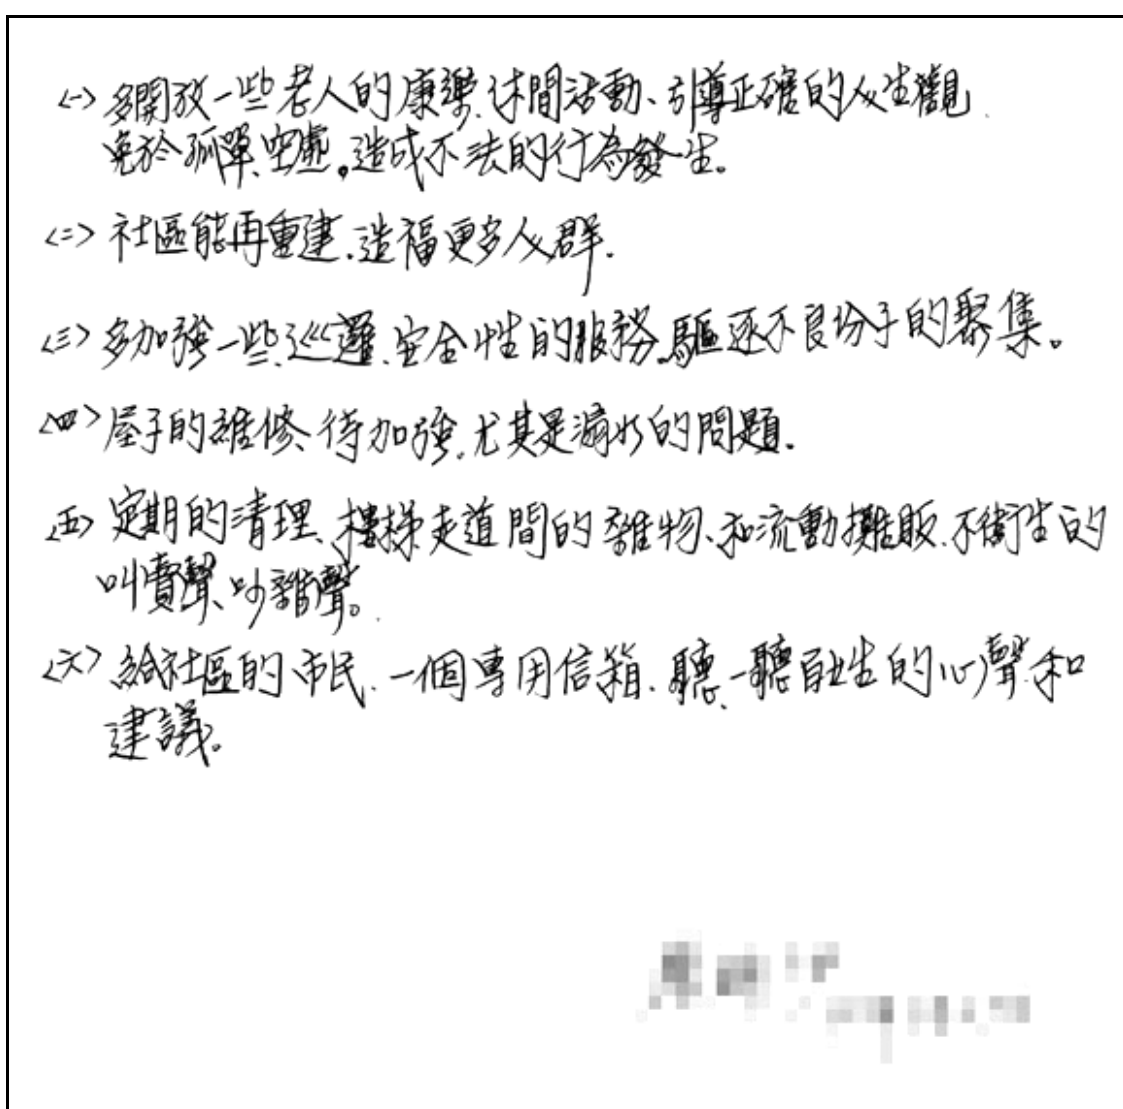 <一>多開放一些老人的康樂、休閒活動、引導正確的人生觀.
免於孤單、空虛。造成不法的行為發生。
<二>社區能再重建.造福更多人群.
<三>多加強一些巡邏、安全性的服務.驅逐不良份子的聚集。
<四>屋子的維修、待加強.尤其是漏水的問題.
<五>定期的清理、樓梯走道間的雜物、和流動攤販.不衛生的
叫賣聲、吵雜聲。
<六>給社區的市民.一個專用信箱.聽一聽百姓的心聲和
建議。